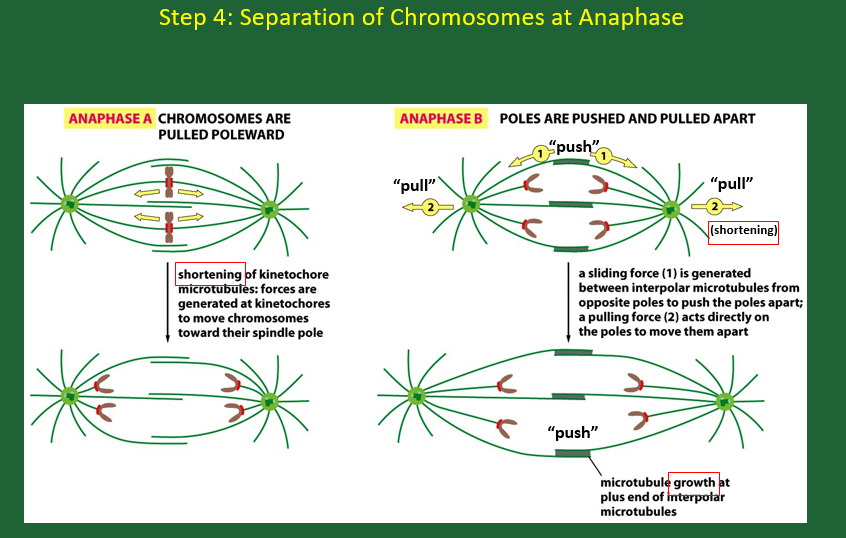 Step 4: Separation of Chromosomes at Anaphase
ANAPHASE A CHROMOSOMES ARE
PULLED POLEWARD
shortening of kinetochore
microtubules: forces are
generated at kinetochores
to move chromosomes
toward their spindle pole
ANAPHASE B POLES ARE PUSHED AND PULLED APART
"push"
1 1
"pull"
2
"pull"
2
(shortening)
a sliding force (1) is generated
between interpolar microtubules from
opposite poles to push the poles apart;
a pulling force (2) acts directly on
the poles to move them apart
"push"
microtubule growth at
plus end of interpolar
microtubules